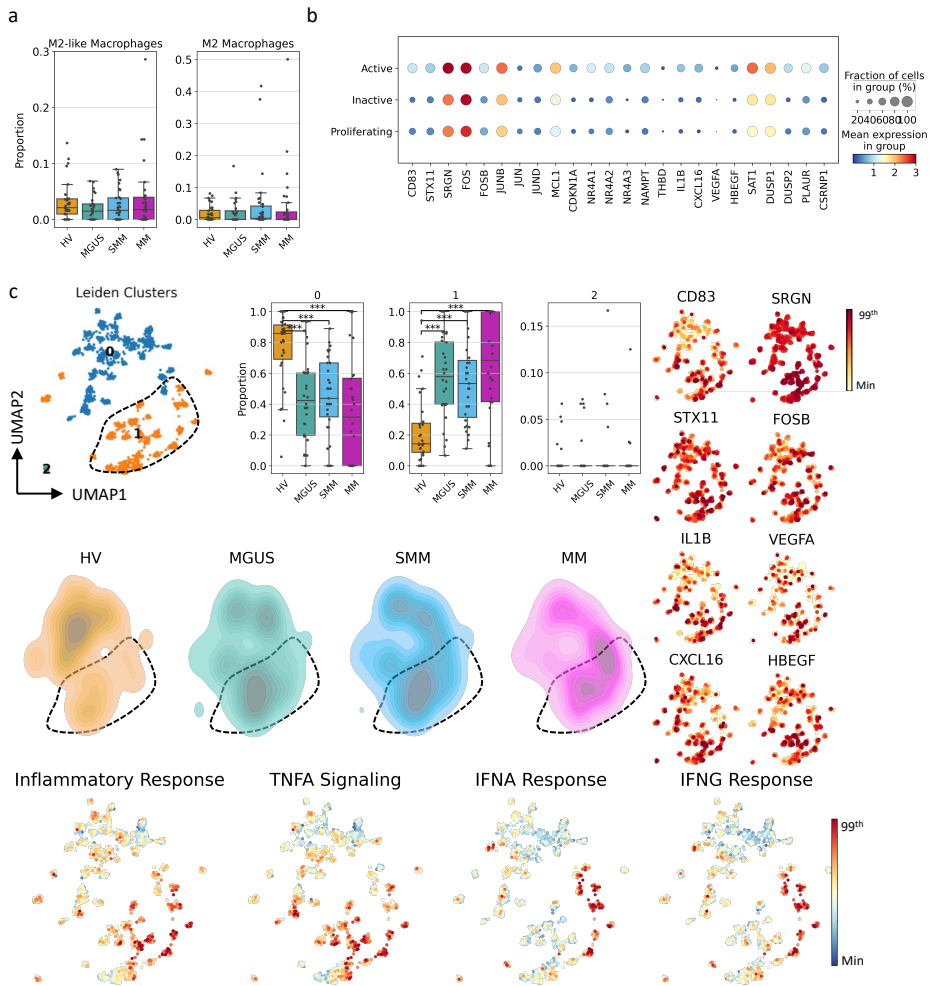 a
M2-like Macrophages
M2 Macrophages
Proportion
0.3
0.2
0.1
0.0
0.5
0.4
0.3
0.2
0.1
0.0
HV
MGUS
SMM
MM
HV
MGUS
SMM
MM
b
Active
Inactive
Proliferating
CD83
STX11
SRGN
FOS
FOSB
JUNB
JUN
JUND
MCL1
CDKN1A
NR4A1
NR4A2
NR4A3
NAMPT
THBD
IL1B
CXCL16
VEGFA
HBEGF
SAT1
DUSP1
DUSP2
PLAUR
CSRNP1
Fraction of cells
in group (%)
20406080100
Mean expression
in group
1 2 3
c
Leiden Clusters
0
1
2
UMAP2
UMAP1
0
***
***
***
1.0
0.8
0.6
0.4
0.2
0.0
HV
MGUS
SMM
MM
1
***
***
***
1.0
0.8
0.6
0.4
0.2
0.0
HV
MGUS
SMM
MM
2
0.15
0.10
0.05
0.00
HV
MGUS
SMM
MM
CD83
SRGN
99th
Min
STX11
FOSB
IL1B
VEGFA
CXCL16
HBEGF
HV
MGUS
SMM
MM
Inflammatory Response
TNFA Signaling
IFNA Response
IFNG Response
99th
Min